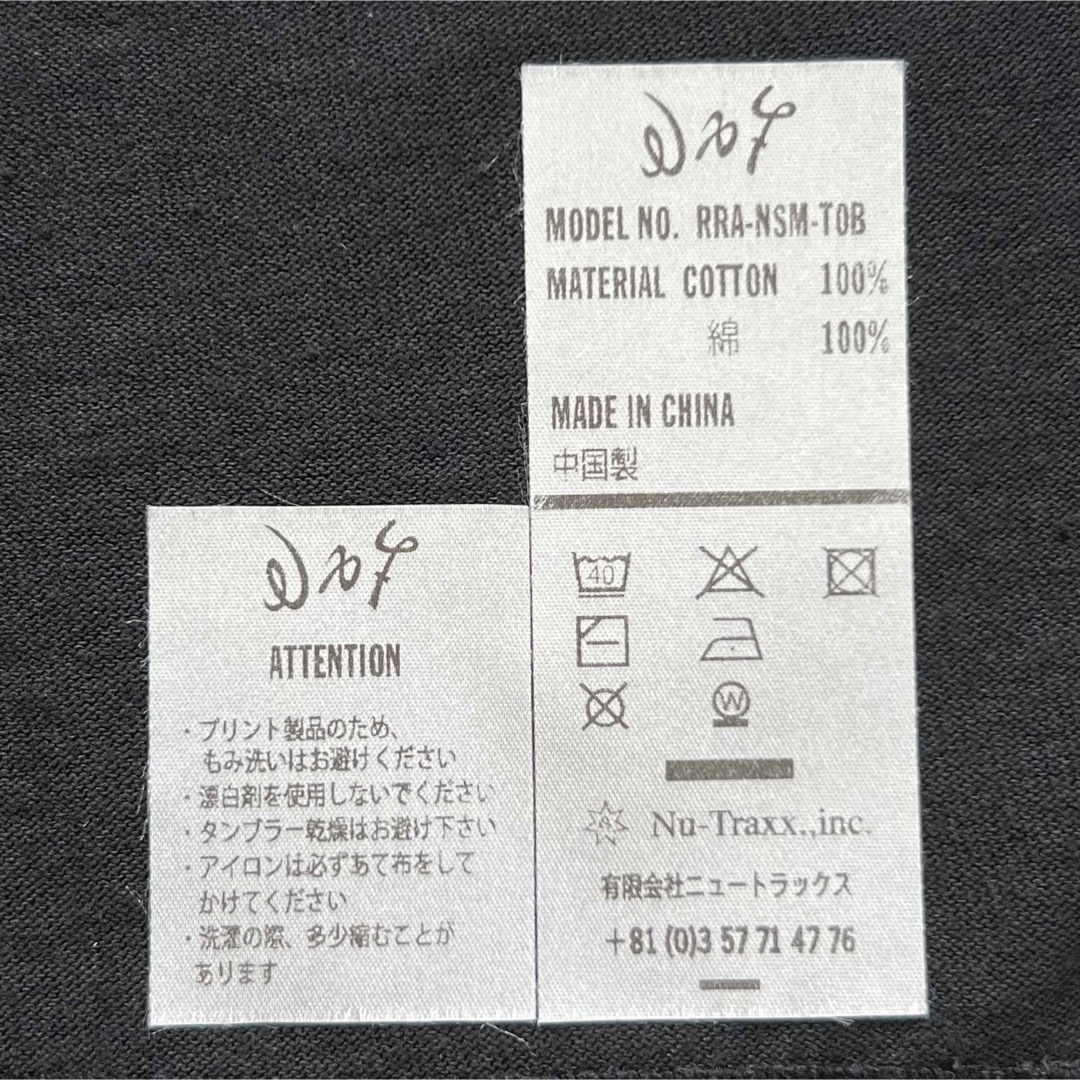 MODEL NO. RRA-NSM-TOB
MATERIAL COTTON 100%
綿 100%
MADE IN CHINA
中国製
40
W
Nu-Traxx.,inc.
有限会社ニュートラックス
+81 (0)3 57 71 47 76
ATTENTION
・プリント製品のため、
もみ洗いはお避けください
・漂白剤を使用しないでください
・タンブラー乾燥はお避け下さい
・アイロンは必ずあて布をして
かけてください
・洗濯の際、多少縮むことが
あります